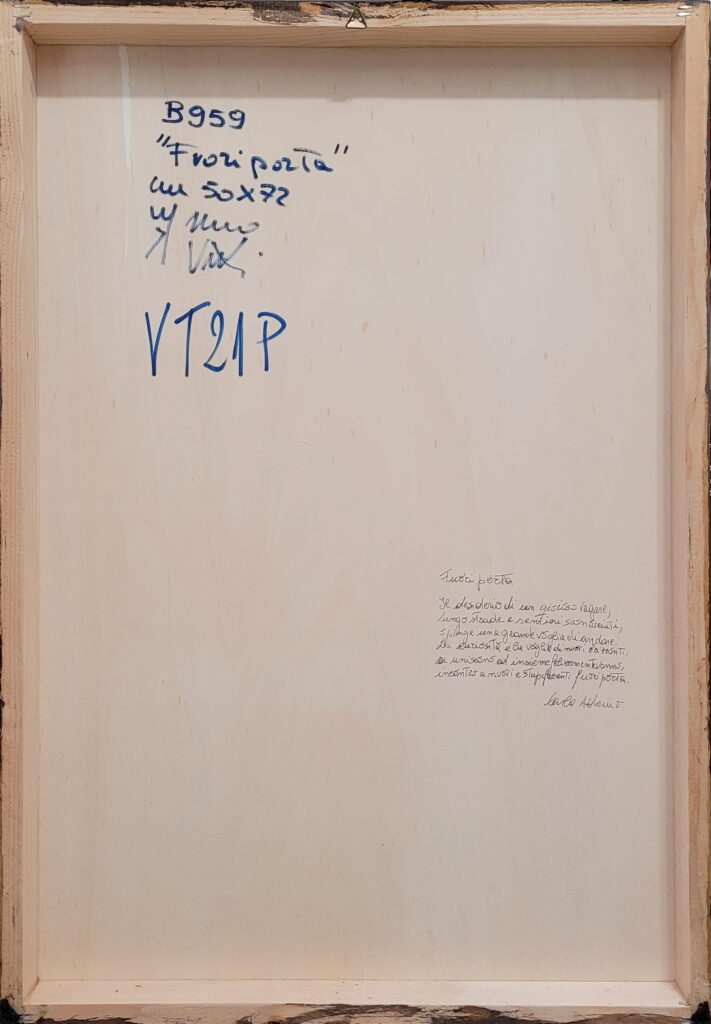 B959
"Fuori porta"
cm 50x72
VT21P
Fuori porta
Il desiderio di un gioioso vagare,
lungo strade e sentieri sconosciuti,
spinge una grande voglia di andare.
La curiosità e la voglia di nuovi
si uniscono ed insieme felicemente vanno,
incontro a nuovi e stupefacenti fuori porta.
Carlo